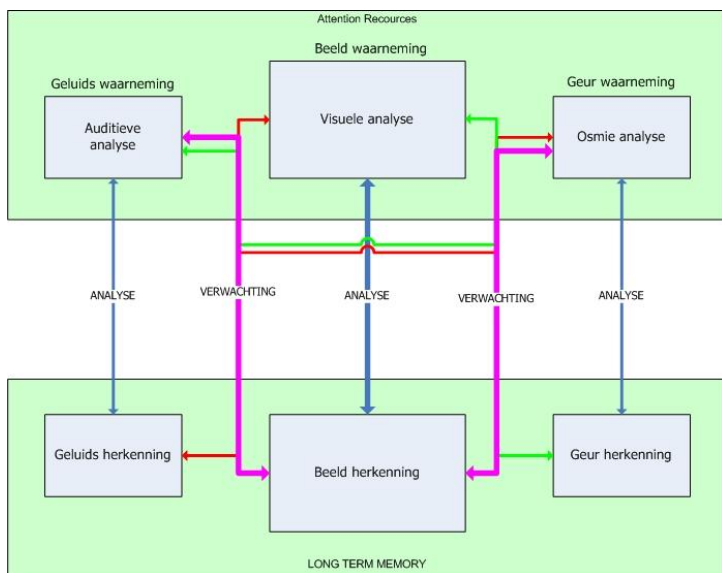 Attention Recources
Beeld waarneming
Geluids waarneming
Geur waarneming
Auditieve
analyse
Visuele analyse
Osmie analyse
ANALYSE
VERWACHTING
ANALYSE
VERWACHTING
ANALYSE
Geluids herkenning
Beeld herkenning
Geur herkenning
LONG TERM MEMORY